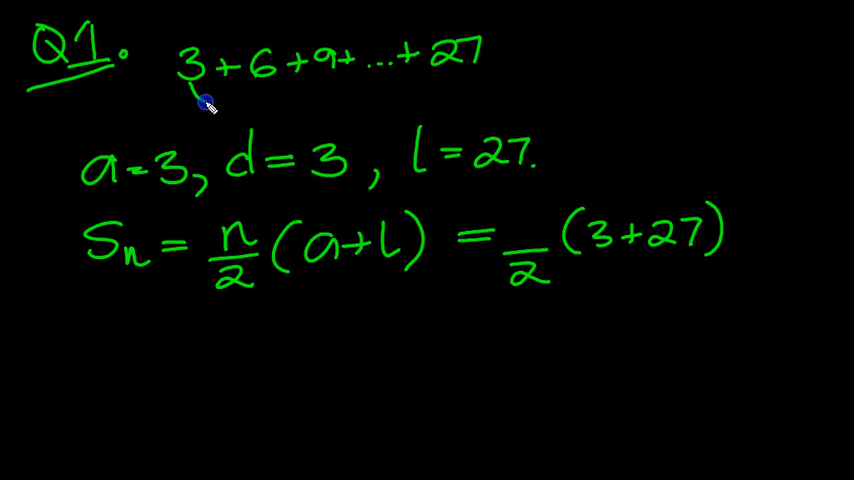 Q1. 3+6+9+...+27
a=3, d=3, l=27.
Sn = n/2 (a+l) = /2 (3+27)